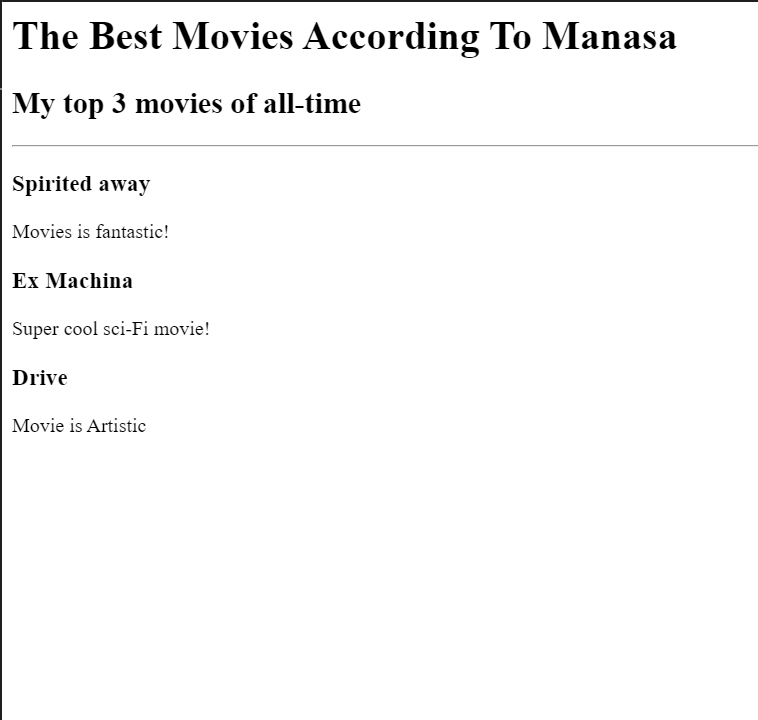 The Best Movies According To Manasa
My top 3 movies of all-time
Spirited away
Movies is fantastic!
Ex Machina
Super cool sci-Fi movie!
Drive
Movie is Artistic